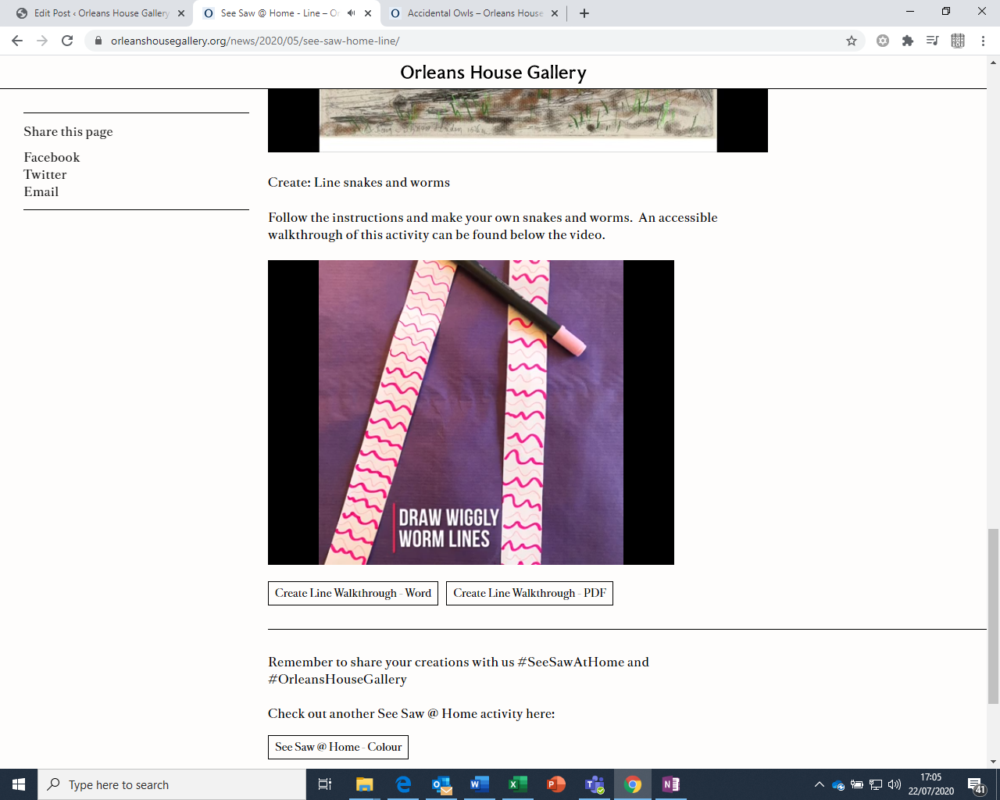 Edit Post ‹ Orleans House Gallery
See Saw @ Home - Line – O
Accidental Owls – Orleans House
orleanshousegallery.org/news/2020/05/see-saw-home-line/
Orleans House Gallery
Share this page
Facebook
Twitter
Email
Create: Line snakes and worms
Follow the instructions and make your own snakes and worms. An accessible
walkthrough of this activity can be found below the video.
DRAW WIGGLY
WORM LINES
Create Line Walkthrough - Word
Create Line Walkthrough - PDF
Remember to share your creations with us #SeeSawAtHome and
#OrleansHouseGallery
Check out another See Saw @ Home activity here:
See Saw @ Home - Colour
Type here to search
17:05
22/07/2020
41